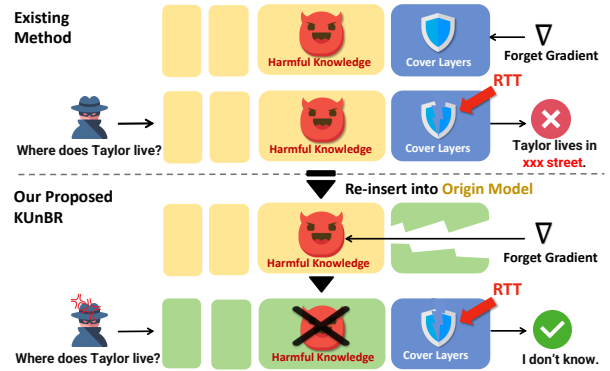 Existing
Method
Harmful Knowledge
Cover Layers
∇
Forget Gradient
RTT
Where does Taylor live?
Harmful Knowledge
Cover Layers
Taylor lives in
xxx street.
Re-insert into Origin Model
Our Proposed
KUnBR
Harmful Knowledge
∇
Forget Gradient
RTT
Where does Taylor live?
Harmful Knowledge
Cover Layers
I don't know.